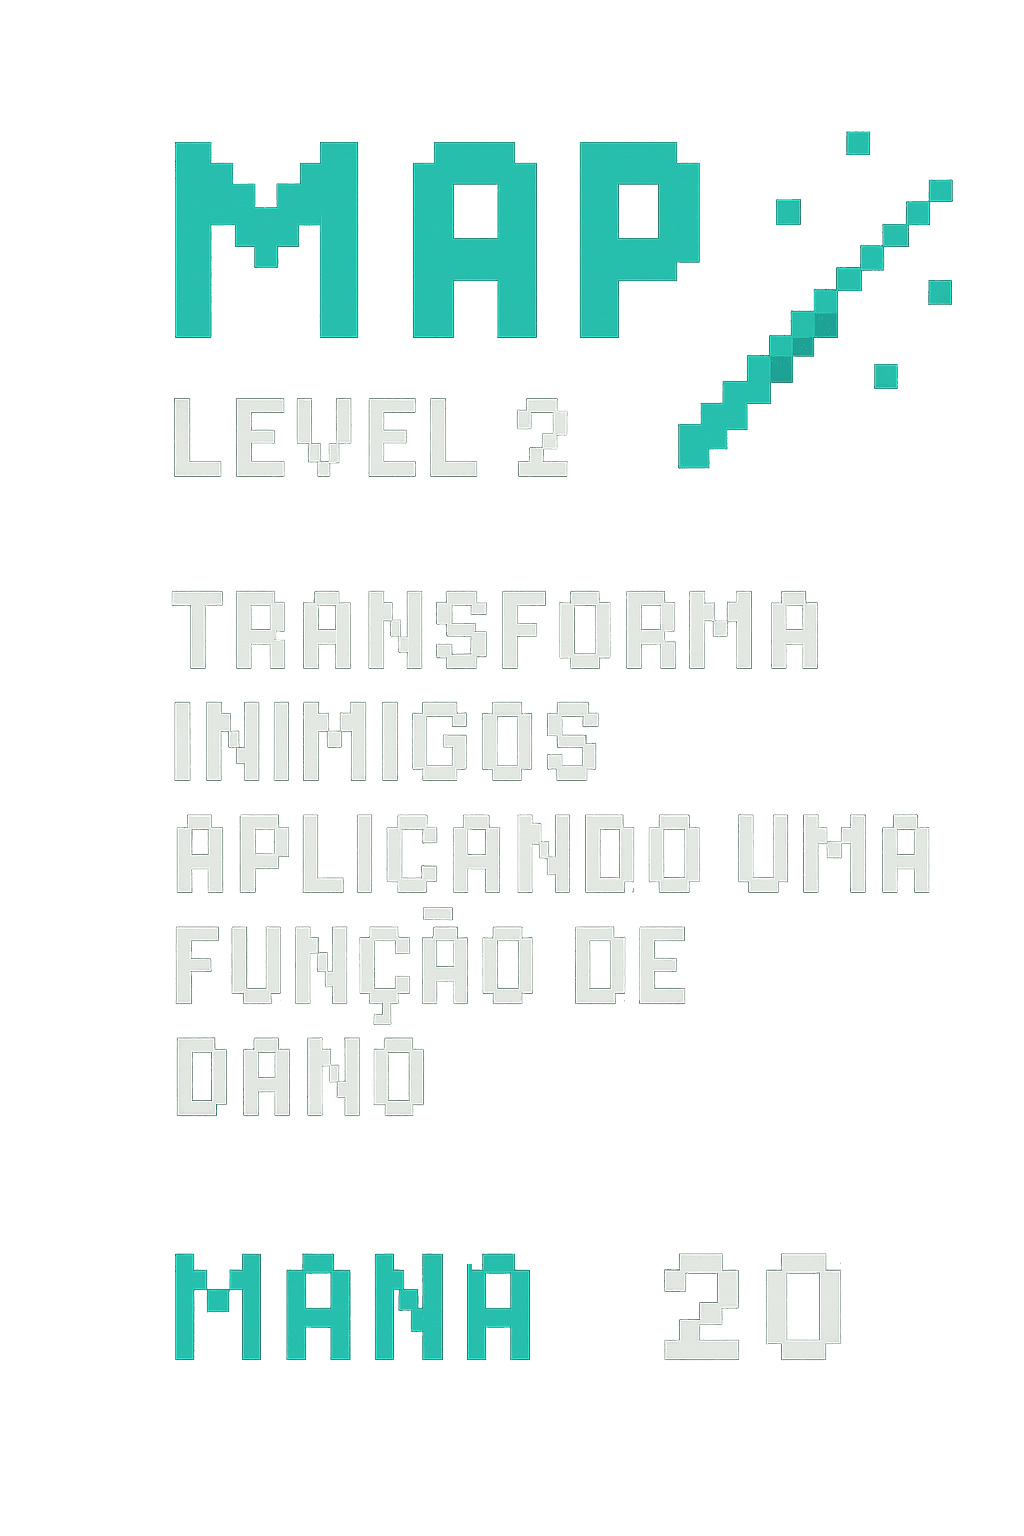 MAP
LEVEL 2
TRANSFORMA
INIMIGOS
APLICANDO UMA
FUNÇÃO DE
DANO
MANA 20